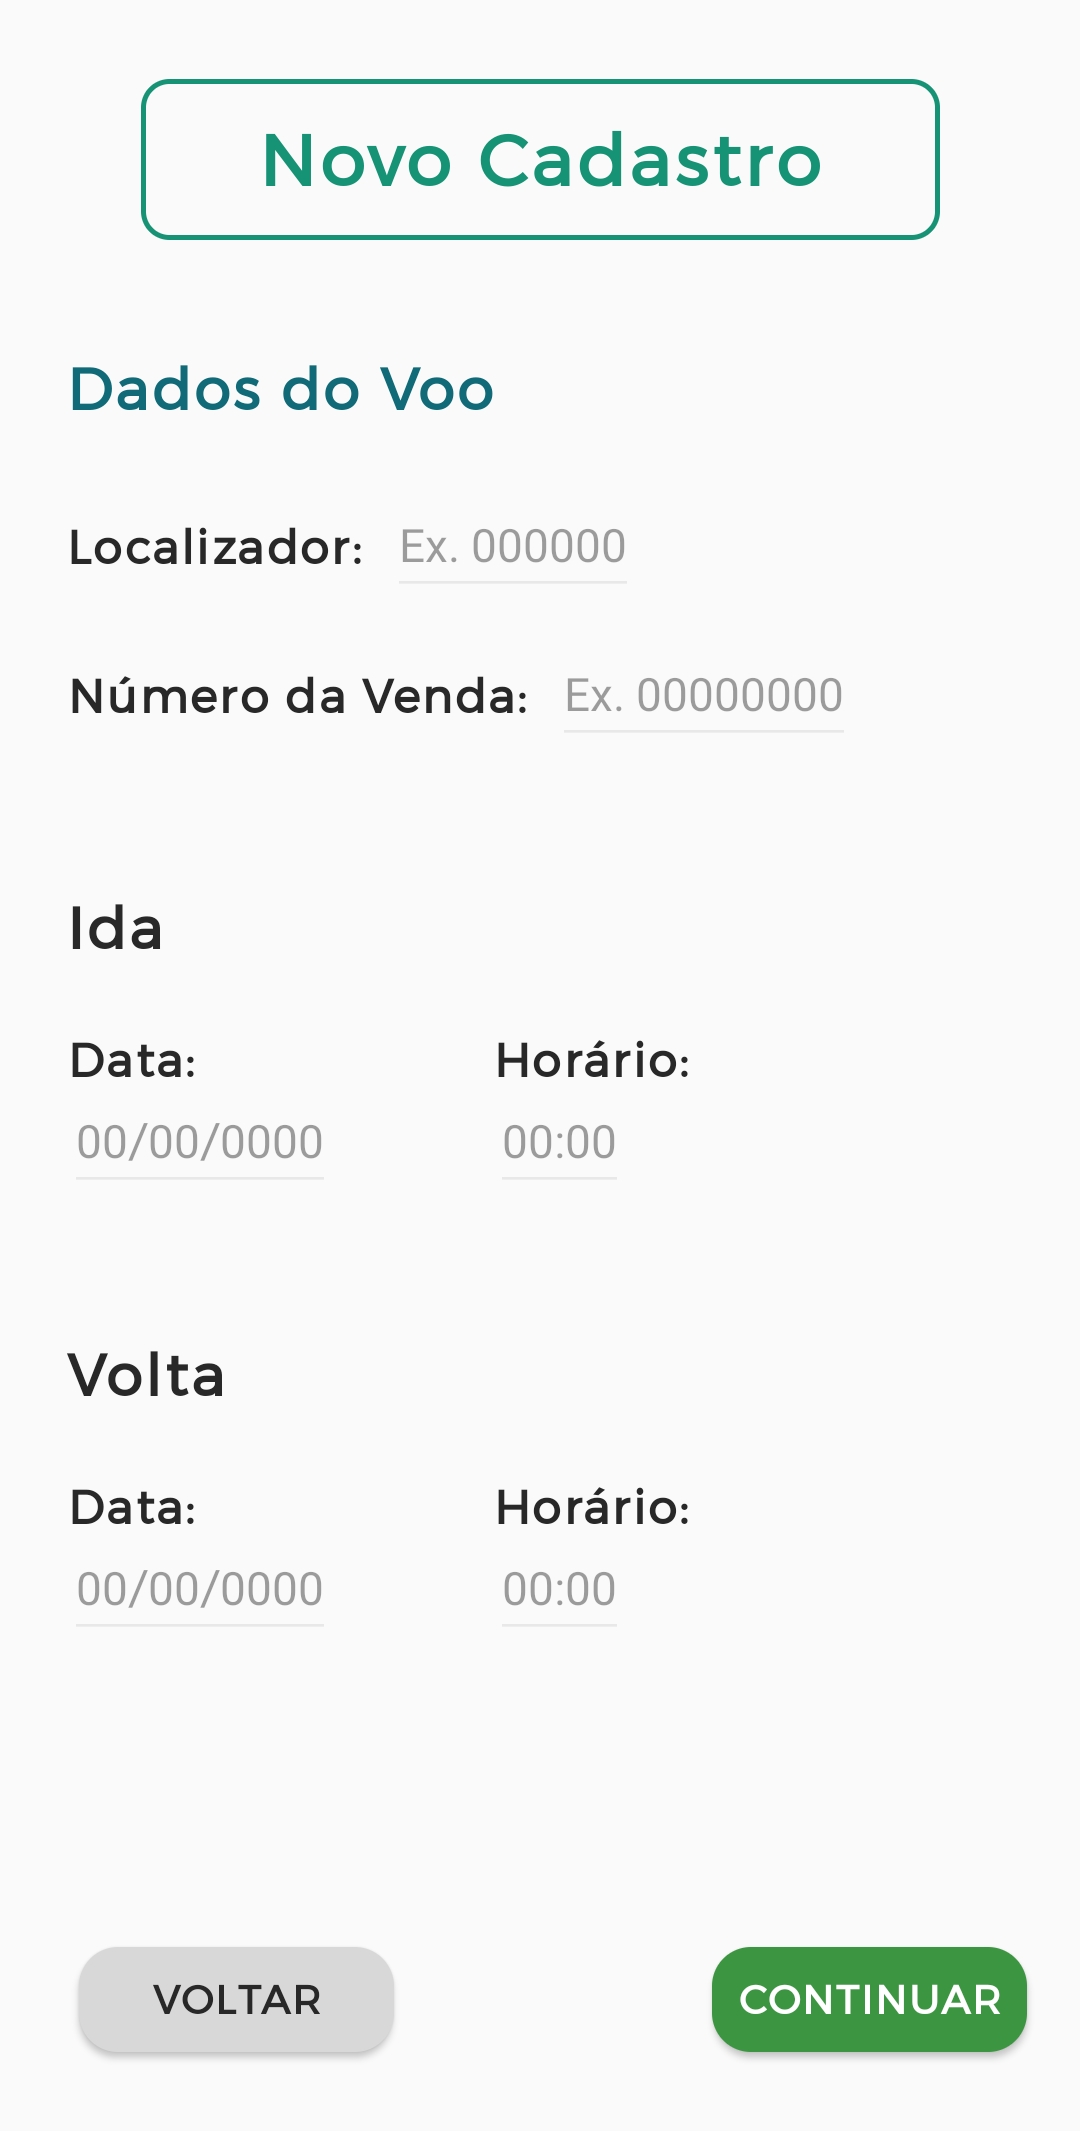 Novo Cadastro
Dados do Voo
Localizador: Ex. 000000
Número da Venda: Ex. 00000000
Ida
Data: Horário:
00/00/0000 00:00
Volta
Data: Horário:
00/00/0000 00:00
VOLTAR CONTINUAR